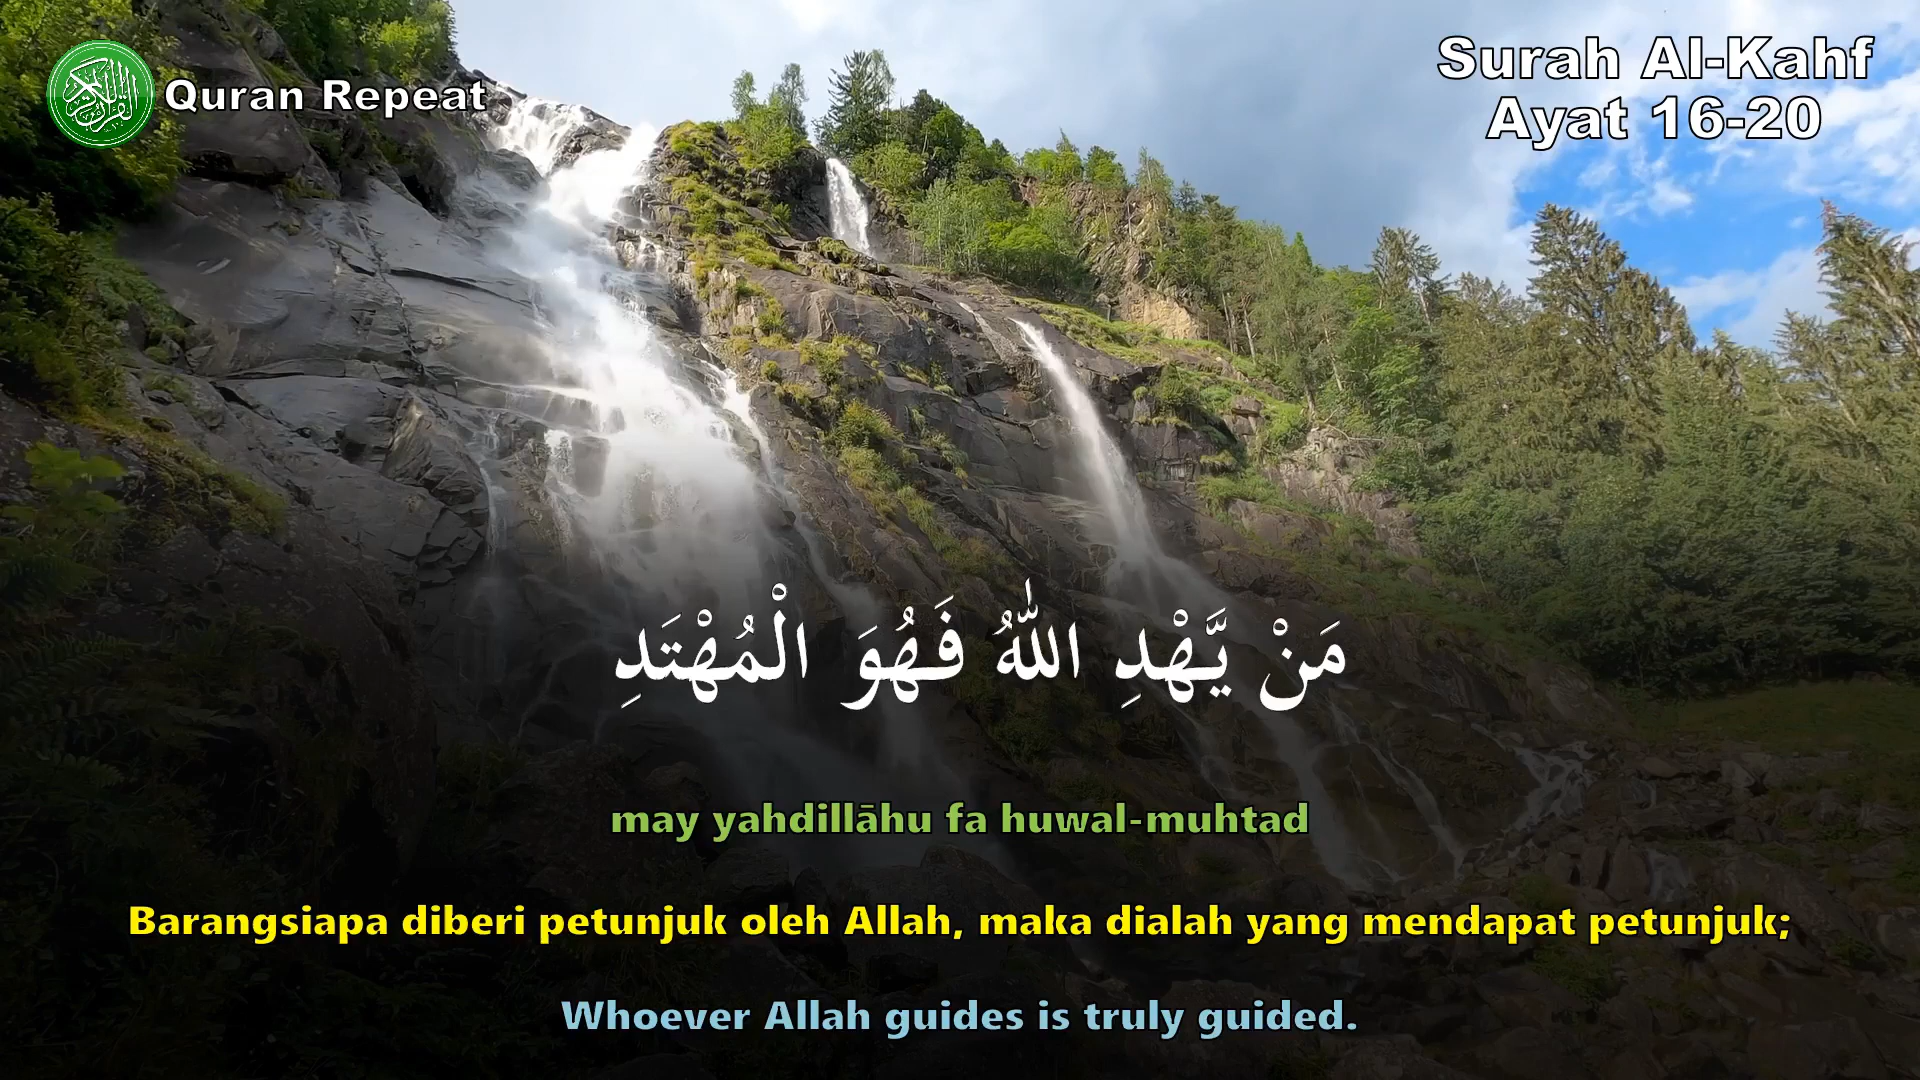 Quran Repeat
Surah Al-Kahf
Ayat 16-20
مَنْ يَّهْدِ اللّٰهُ فَهُوَ الْمُهْتَدِ
may yahdillāhu fa huwal-muhtad
Barangsiapa diberi petunjuk oleh Allah, maka dialah yang mendapat petunjuk;
Whoever Allah guides is truly guided.